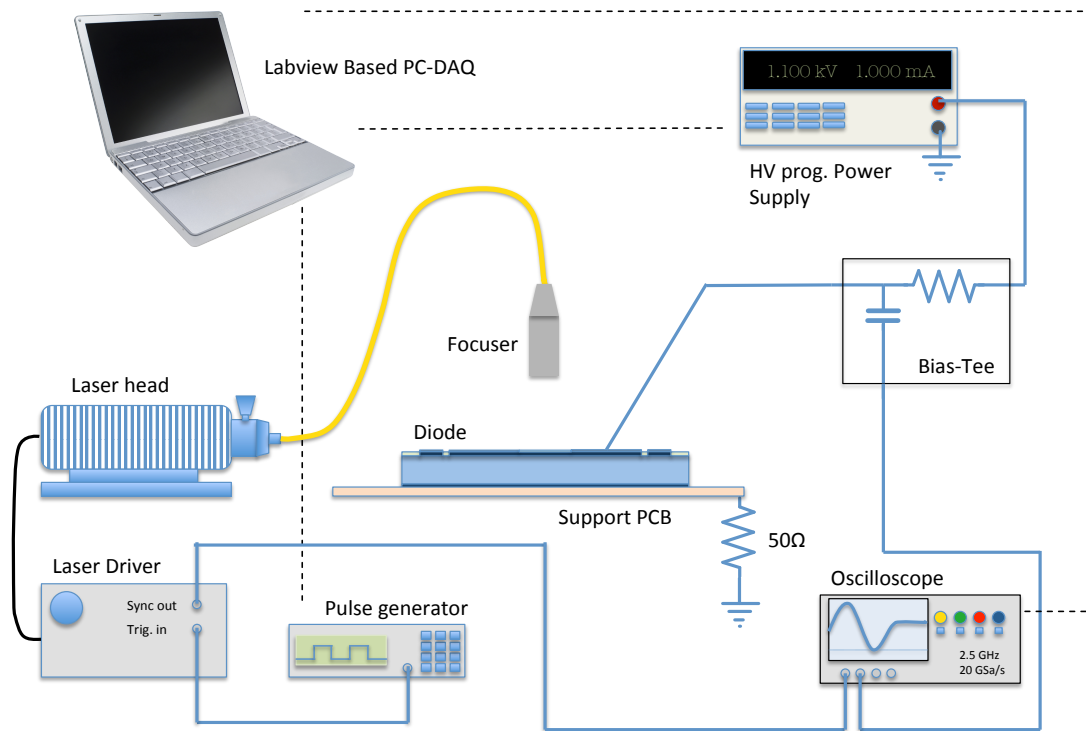 Labview Based PC-DAQ
1.100 kV 1.000 mA
HV prog. Power
Supply
Focuser
Bias-Tee
Laser head
Diode
Support PCB
50Ω
Laser Driver
Sync out
Trig. in
Pulse generator
Oscilloscope
2.5 GHz
20 GSa/s